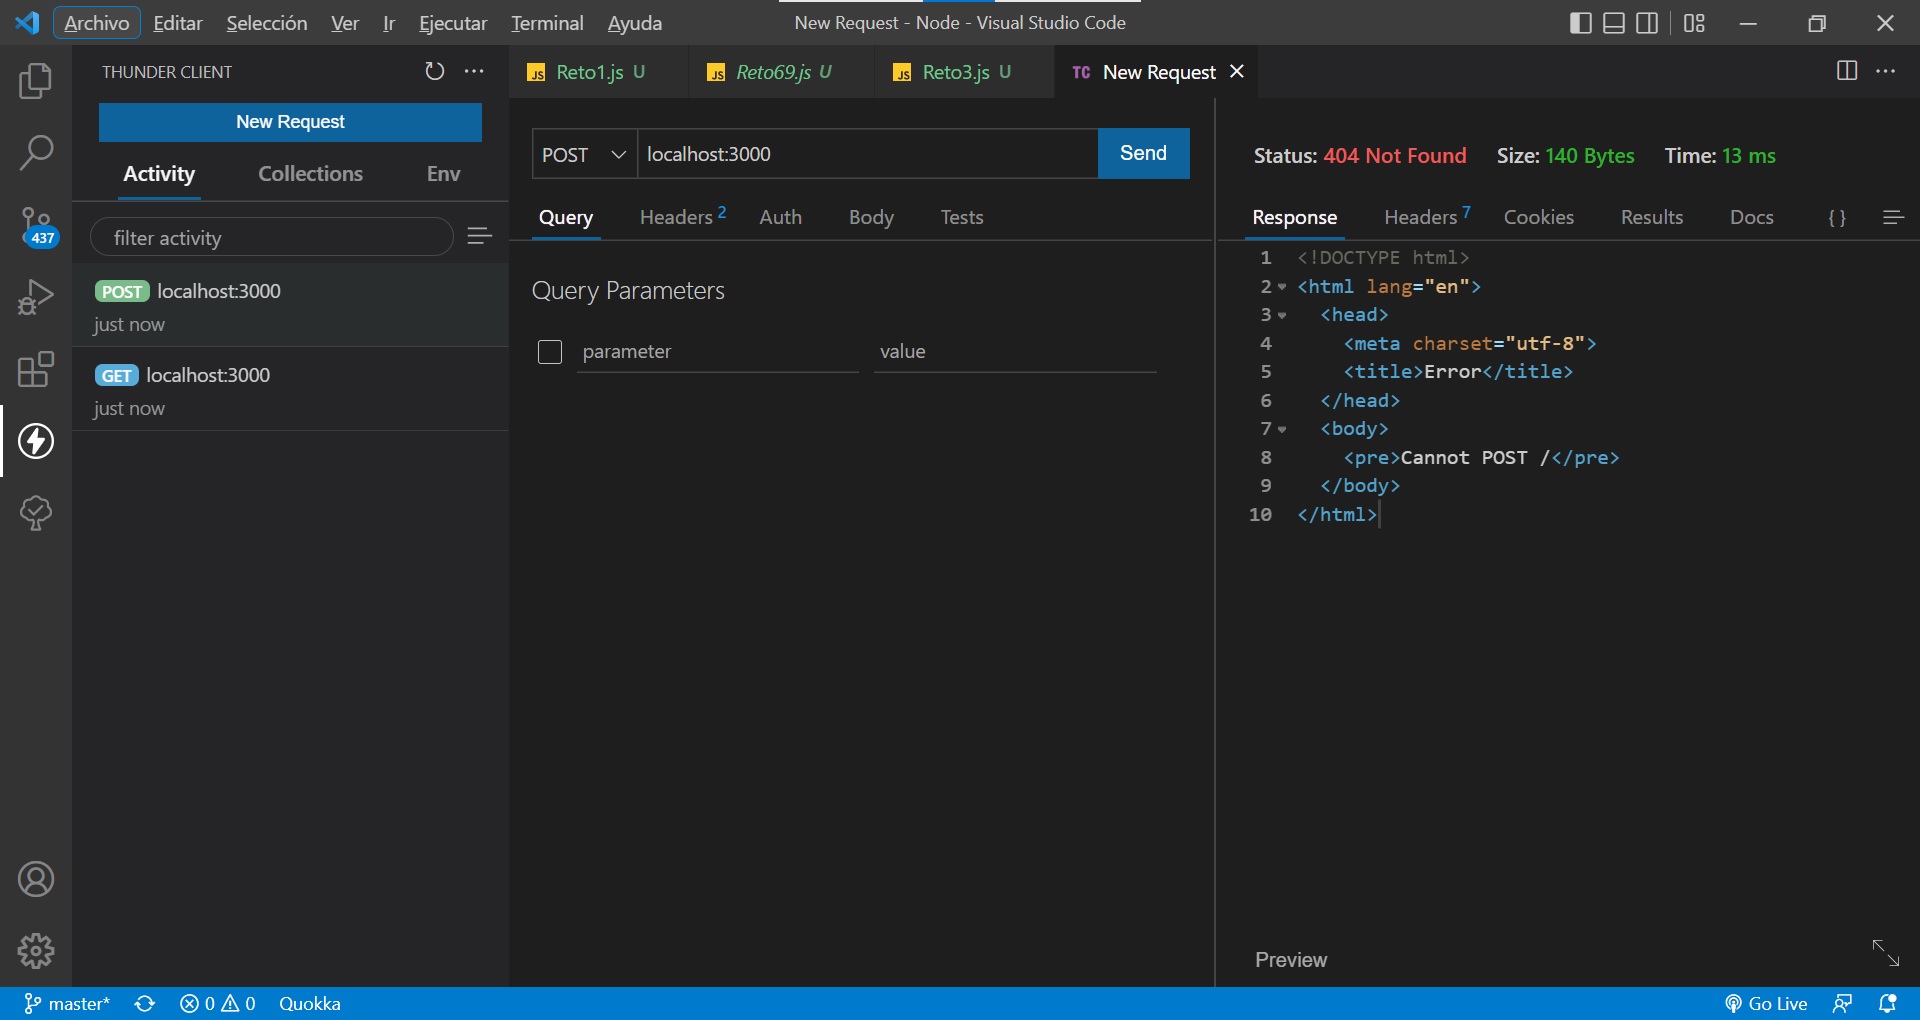 Archivo Editar Selección Ver Ir Ejecutar Terminal Ayuda
New Request - Node - Visual Studio Code
THUNDER CLIENT
New Request
Activity Collections Env
filter activity
POST localhost:3000
just now
GET localhost:3000
just now
437
JS Reto1.js U
JS Reto69.js U
JS Reto3.js U
TC New Request
POST localhost:3000 Send
Query Headers 2 Auth Body Tests
Query Parameters
parameter value
Status: 404 Not Found Size: 140 Bytes Time: 13 ms
Response Headers 7 Cookies Results Docs { }
1 <!DOCTYPE html>
2 <html lang="en">
3 <head>
4 <meta charset="utf-8">
5 <title>Error</title>
6 </head>
7 <body>
8 <pre>Cannot POST /</pre>
9 </body>
10 </html>
Preview
master* 0 0 Quokka
Go Live